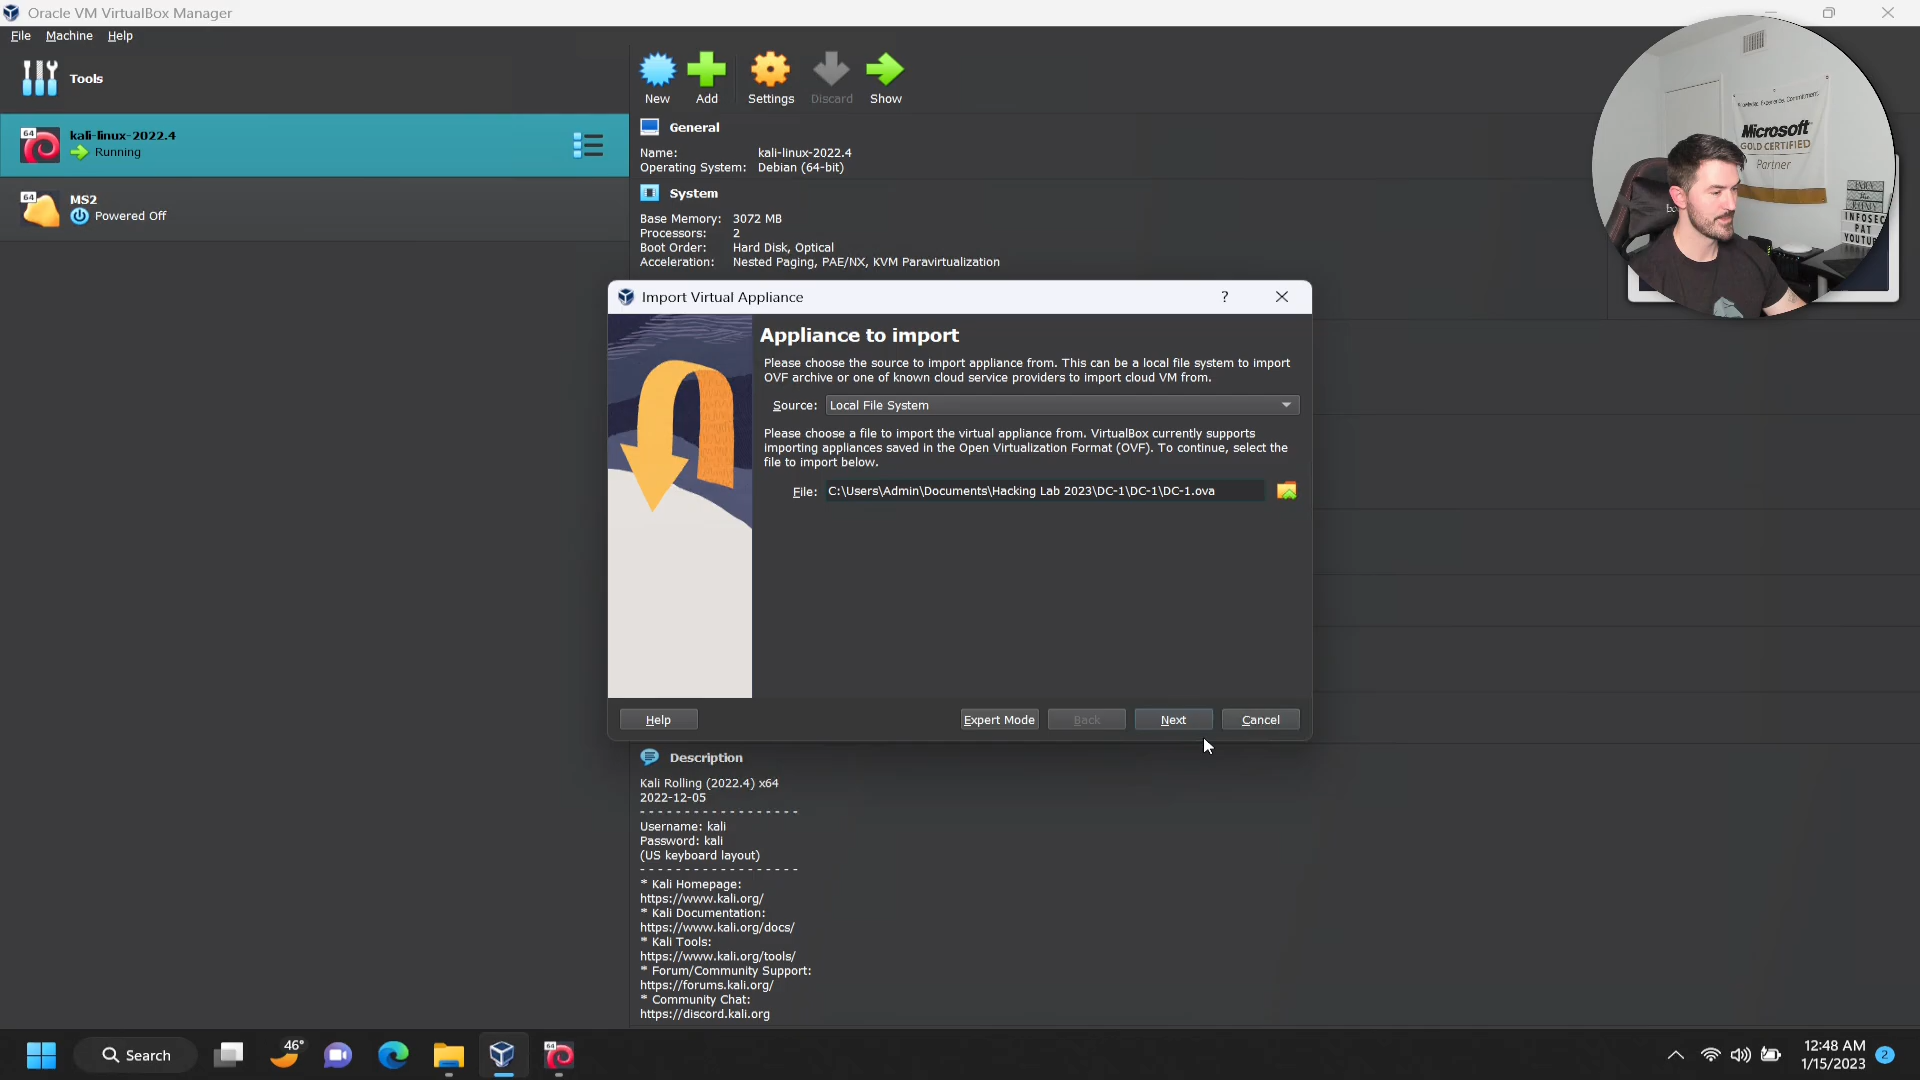 Oracle VM VirtualBox Manager
File Machine Help
Tools
New
Add
Settings
Discard
Show
64
kali-linux-2022.4
Running
64
MS2
Powered Off
General
Name: kali-linux-2022.4
Operating System: Debian (64-bit)
System
Base Memory: 3072 MB
Processors: 2
Boot Order: Hard Disk, Optical
Acceleration: Nested Paging, PAE/NX, KVM Paravirtualization
Microsoft
GOLD CERTIFIED
Partner
INFOSEC
PAT
YOUTU
Import Virtual Appliance
?
Appliance to import
Please choose the source to import appliance from. This can be a local file system to import
OVF archive or one of known cloud service providers to import cloud VM from.
Source: Local File System
Please choose a file to import the virtual appliance from. VirtualBox currently supports
importing appliances saved in the Open Virtualization Format (OVF). To continue, select the
file to import below.
File: C:\Users\Admin\Documents\Hacking Lab 2023\DC-1\DC-1\DC-1.ova
Help
Expert Mode
Back
Next
Cancel
Description
Kali Rolling (2022.4) x64
2022-12-05
- - - - - - - - - - - - - - - - - - -
Username: kali
Password: kali
(US keyboard layout)
- - - - - - - - - - - - - - - - - - -
* Kali Homepage:
https://www.kali.org/
* Kali Documentation:
https://www.kali.org/docs/
* Kali Tools:
https://www.kali.org/tools/
* Forum/Community Support:
https://forums.kali.org/
* Community Chat:
https://discord.kali.org
Search
46°
64
12:48 AM
1/15/2023
2